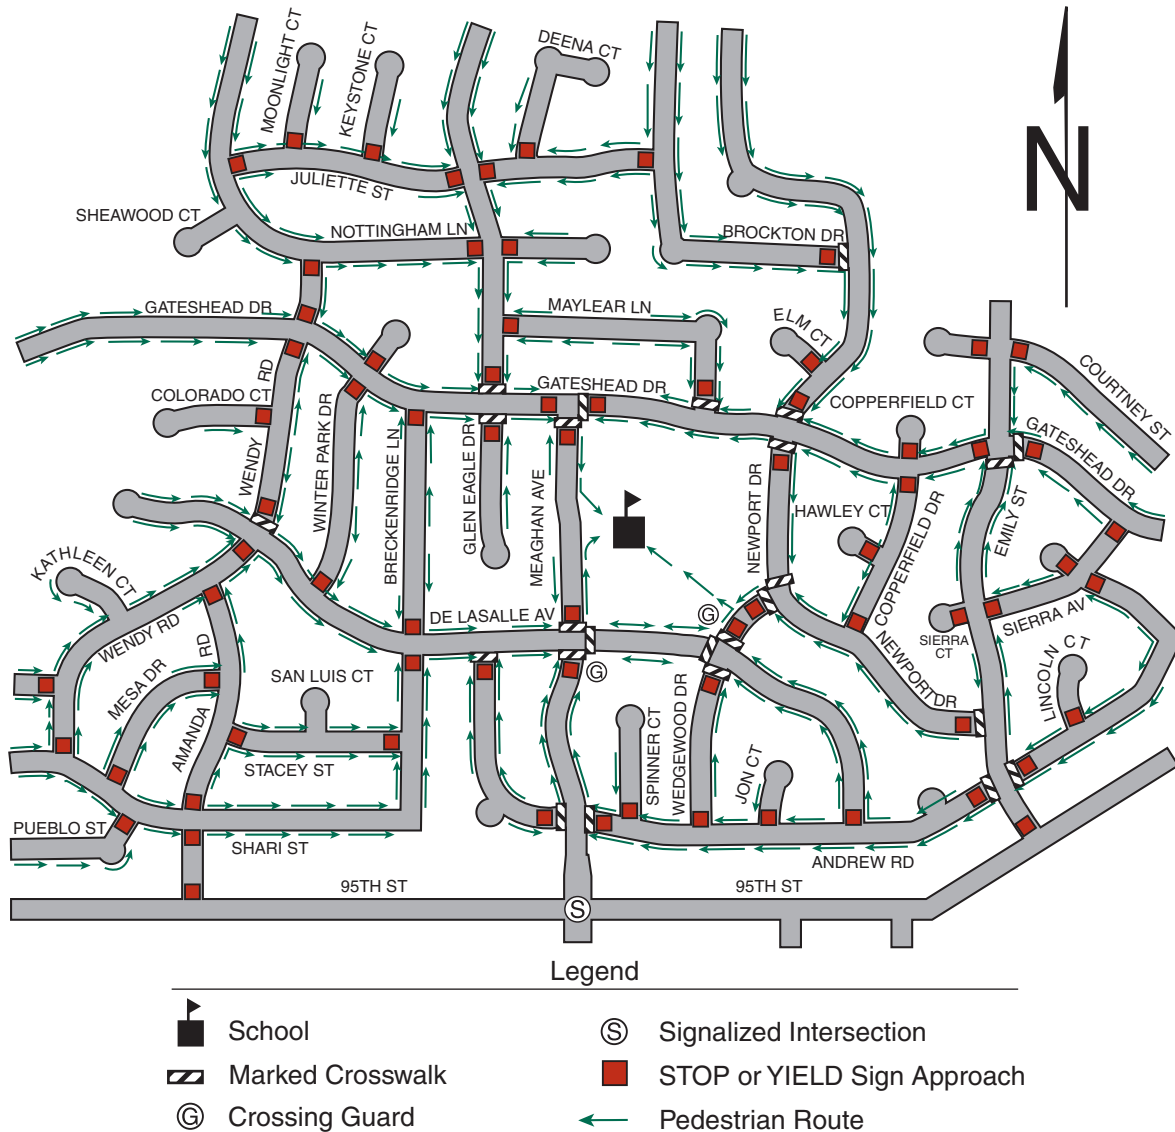 MOONLIGHT CT
KEYSTONE CT
DEENA CT
N
JULIETTE ST
SHEAWOOD CT
NOTTINGHAM LN
BROCKTON DR
GATESHEAD DR
MAYLEAR LN
ELM CT
COURTNEY ST
COLORADO CT
WENDY RD
WINTER PARK DR
GATESHEAD DR
COPPERFIELD CT
GATESHEAD DR
BRECKENRIDGE LN
GLEN EAGLE DR
MEAGHAN AVE
NEWPORT DR
HAWLEY CT
COPPERFIELD DR
EMILY ST
KATHLEEN CT
WENDY RD
DE LASALLE AV
G
SIERRA AV
SIERRA
CT
NEWPORT DR
LINCOLN CT
MESA DR
AMANDA RD
SAN LUIS CT
G
STACEY ST
SPINNER CT
WEDGEWOOD DR
JON CT
PUEBLO ST
SHARI ST
ANDREW RD
95TH ST
95TH ST
S
Legend
School
S Signalized Intersection
Marked Crosswalk
STOP or YIELD Sign Approach
G Crossing Guard
Pedestrian Route